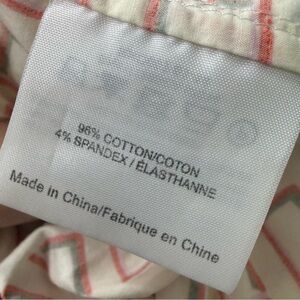 96% COTTON/COTON
4% SPANDEX / ÉLASTHANNE
Made in China/Fabrique en Chine